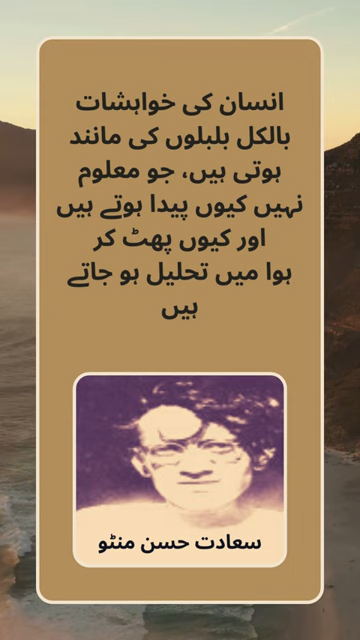 انسان کی خواہشات
بالکل بلبلوں کی مانند
ہوتی ہیں، جو معلوم
نہیں کیوں پیدا ہوتے ہیں
اور کیوں پھٹ کر
ہوا میں تحلیل ہو جاتے
ہیں
سعادت حسن منٹو